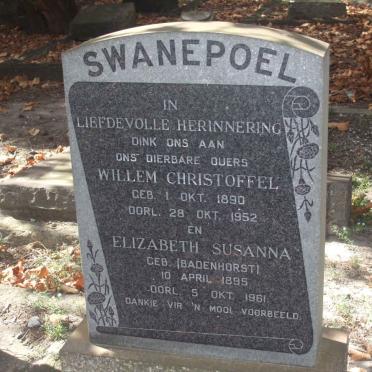 SWANEPOEL
IN
LIEFDEVOLLE HERINNERING
DINK ONS AAN
ONS DIERBARE OUERS
WILLEM CHRISTOFFEL
GEB. 1 OKT. 1890
OORL. 28 OKT. 1952
EN
ELIZABETH SUSANNA
GEB. (BADENHORST)
10 APRIL 1895
OORL. 5 OKT. 1961
DANKIE VIR 'N MOOI VOORBEELD.